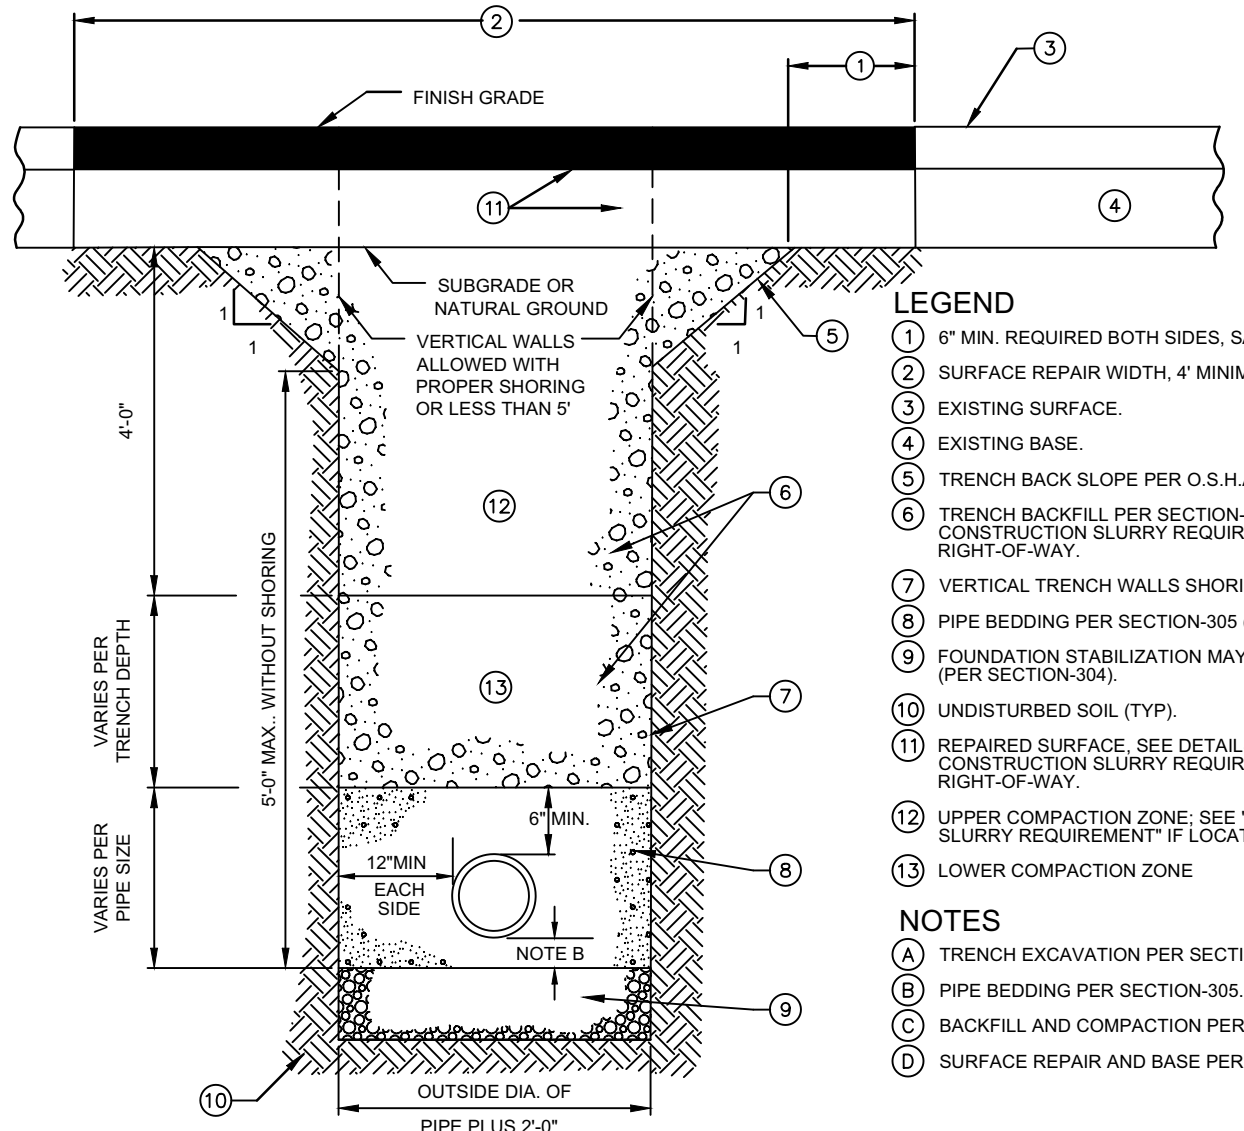 2
1
3
FINISH GRADE
11
4
SUBGRADE OR
NATURAL GROUND
1
1
1
1
VERTICAL WALLS
ALLOWED WITH
PROPER SHORING
OR LESS THAN 5'
5
4'-0"
5'-0" MAX.. WITHOUT SHORING
12
6
VARIES PER
TRENCH DEPTH
13
7
VARIES PER
PIPE SIZE
6" MIN.
12"MIN
EACH
SIDE
8
NOTE B
9
10
OUTSIDE DIA. OF
PIPE PLUS 2'-0"
LEGEND
1 6" MIN. REQUIRED BOTH SIDES,
2 SURFACE REPAIR WIDTH, 4'
3 EXISTING SURFACE.
4 EXISTING BASE.
5 TRENCH BACK SLOPE PER
6 TRENCH BACKFILL PER SECTION-
CONSTRUCTION SLURRY
RIGHT-OF-WAY.
7 VERTICAL TRENCH WALLS
8 PIPE BEDDING PER SECTION-305
9 FOUNDATION STABILIZATION MAY
(PER SECTION-304).
10 UNDISTURBED SOIL (TYP).
11 REPAIRED SURFACE, SEE DETAIL
CONSTRUCTION SLURRY
RIGHT-OF-WAY.
12 UPPER COMPACTION ZONE; SEE
SLURRY REQUIREMENT" IF
13 LOWER COMPACTION ZONE
NOTES
A TRENCH EXCAVATION PER
B PIPE BEDDING PER SECTION-305.
C BACKFILL AND COMPACTION PER
D SURFACE REPAIR AND BASE PER